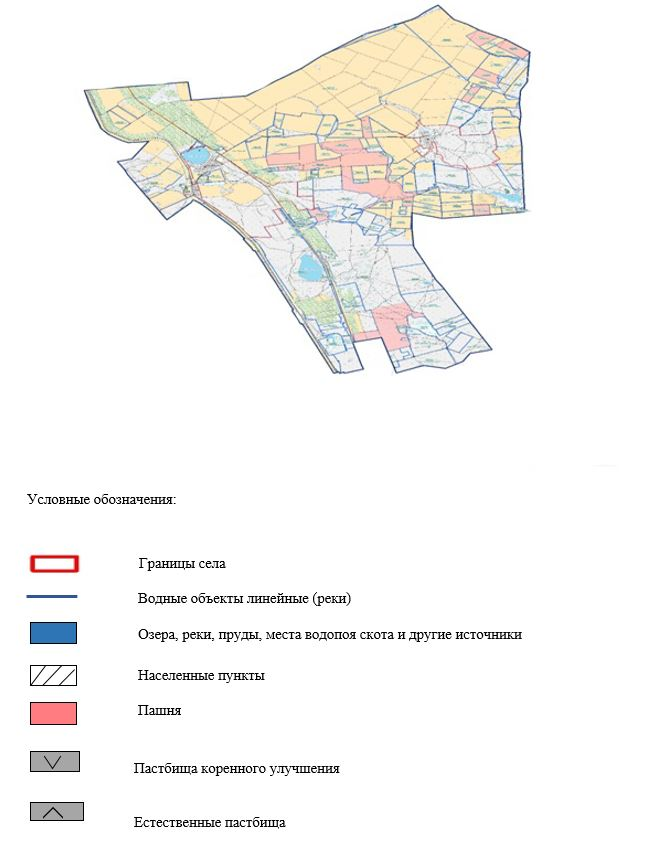 Условные обозначения:
Границы села
Водные объекты линейные (реки)
Озера, реки, пруды, места водопоя скота и другие источники
Населенные пункты
Пашня
Пастбища коренного улучшения
Естественные пастбища